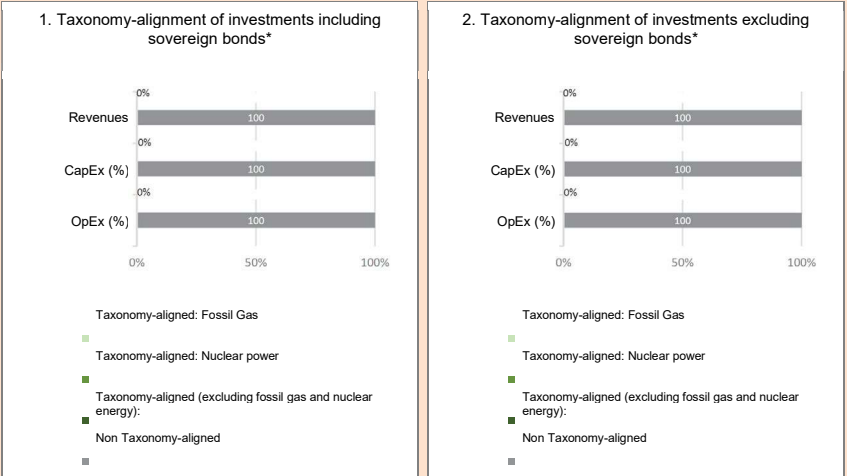 1. Taxonomy-alignment of investments including
sovereign bonds*
0%
Revenues
100
0%
CapEx (%)
100
0%
OpEx (%)
100
0%
50%
100%
Taxonomy-aligned: Fossil Gas
Taxonomy-aligned: Nuclear power
Taxonomy-aligned (excluding fossil gas and nuclear
energy):
Non Taxonomy-aligned
2. Taxonomy-alignment of investments excluding
sovereign bonds*
0%
Revenues
100
0%
CapEx (%)
100
0%
OpEx (%)
100
0%
50%
100%
Taxonomy-aligned: Fossil Gas
Taxonomy-aligned: Nuclear power
Taxonomy-aligned (excluding fossil gas and nuclear
energy):
Non Taxonomy-aligned